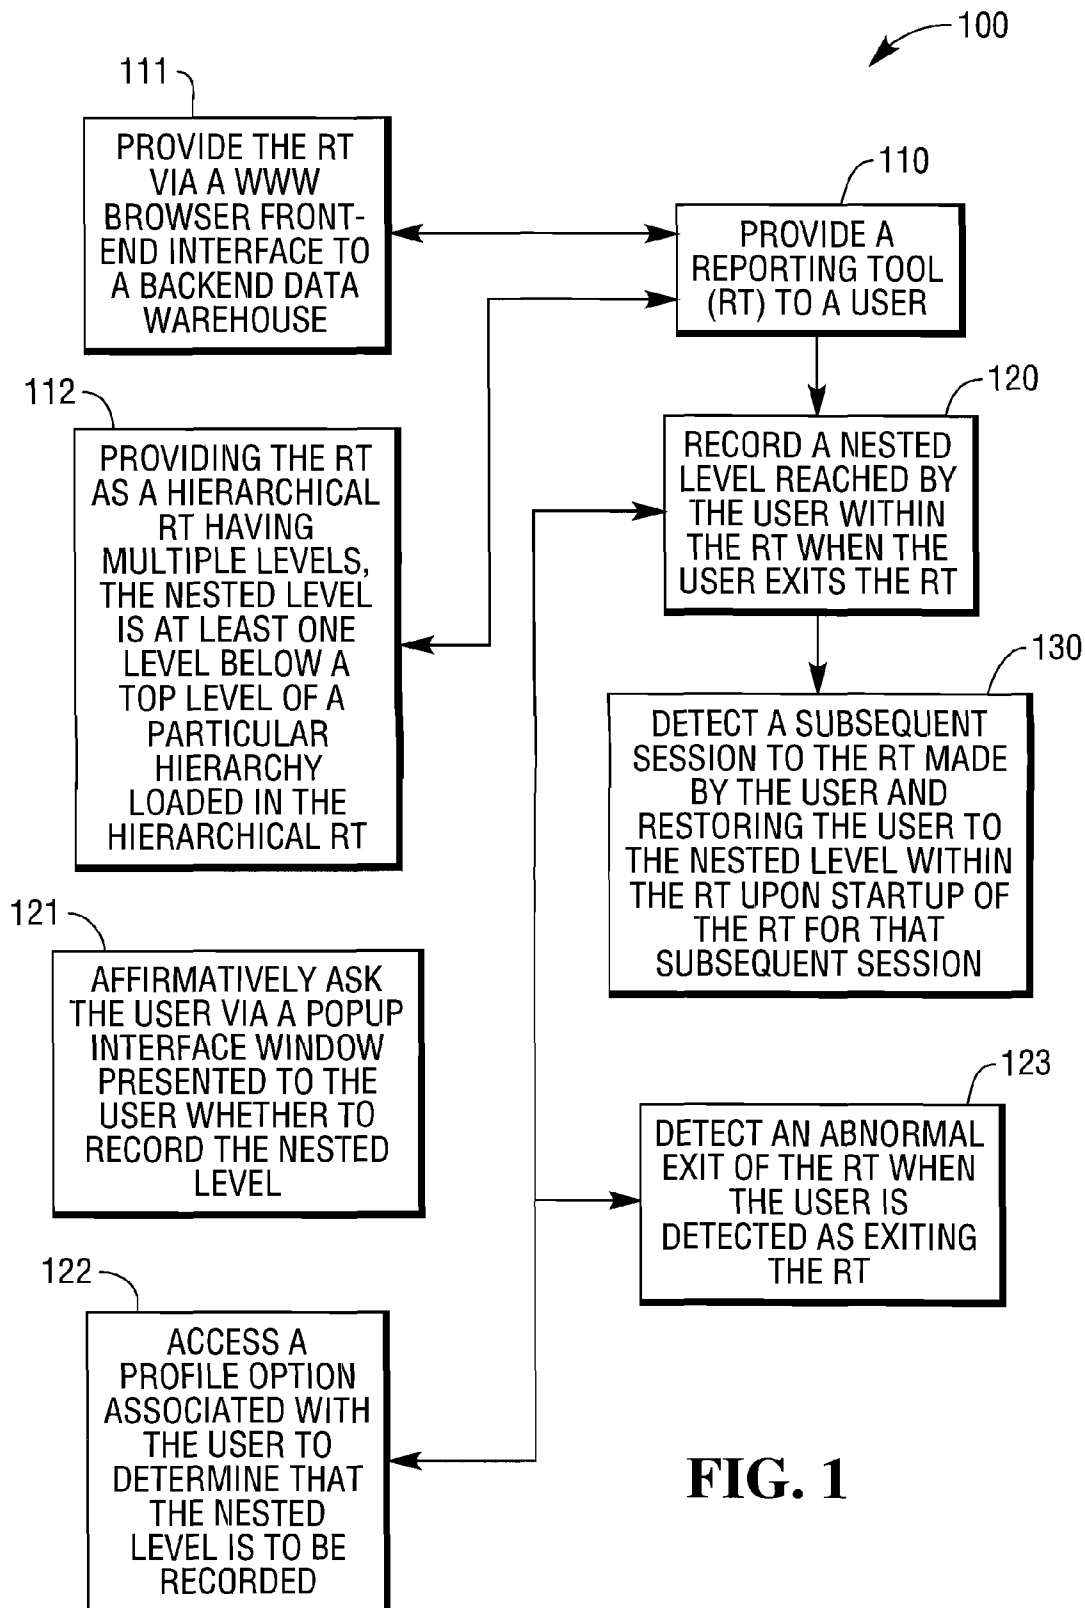 100
111
PROVIDE THE RT
VIA A WWW
BROWSER FRONT-
END INTERFACE TO
A BACKEND DATA
WAREHOUSE
110
PROVIDE A
REPORTING TOOL
(RT) TO A USER
112
PROVIDING THE RT
AS A HIERARCHICAL
RT HAVING
MULTIPLE LEVELS,
THE NESTED LEVEL
IS AT LEAST ONE
LEVEL BELOW A
TOP LEVEL OF A
PARTICULAR
HIERARCHY
LOADED IN THE
HIERARCHICAL RT
120
RECORD A NESTED
LEVEL REACHED BY
THE USER WITHIN
THE RT WHEN THE
USER EXITS THE RT
130
DETECT A SUBSEQUENT
SESSION TO THE RT MADE
BY THE USER AND
RESTORING THE USER TO
THE NESTED LEVEL WITHIN
THE RT UPON STARTUP OF
THE RT FOR THAT
SUBSEQUENT SESSION
121
AFFIRMATIVELY ASK
THE USER VIA A POPUP
INTERFACE WINDOW
PRESENTED TO THE
USER WHETHER TO
RECORD THE NESTED
LEVEL
123
DETECT AN ABNORMAL
EXIT OF THE RT WHEN
THE USER IS
DETECTED AS EXITING
THE RT
122
ACCESS A
PROFILE OPTION
ASSOCIATED WITH
THE USER TO
DETERMINE THAT
THE NESTED
LEVEL IS TO BE
RECORDED
FIG. 1